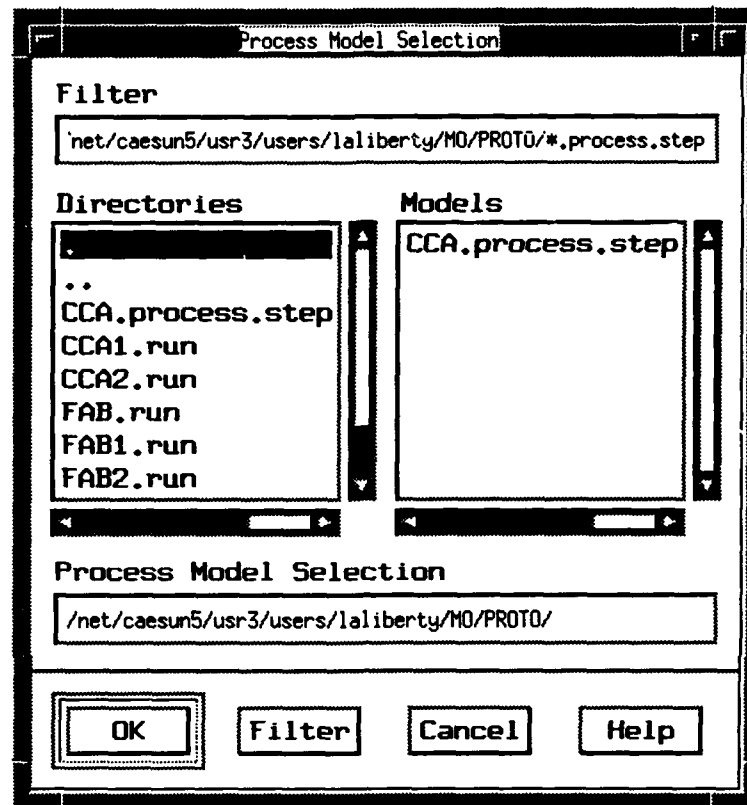 Process Model Selection
Filter
'net/caesun5/usr3/users/laliberty/MO/PROTO/*.process.step
Directories
Models
.
..
CCA.process.step
CCA1.run
CCA2.run
FAB.run
FAB1.run
FAB2.run
CCA.process.step
Process Model Selection
/net/caesun5/usr3/users/laliberty/MO/PROTO/
OK
Filter
Cancel
Help